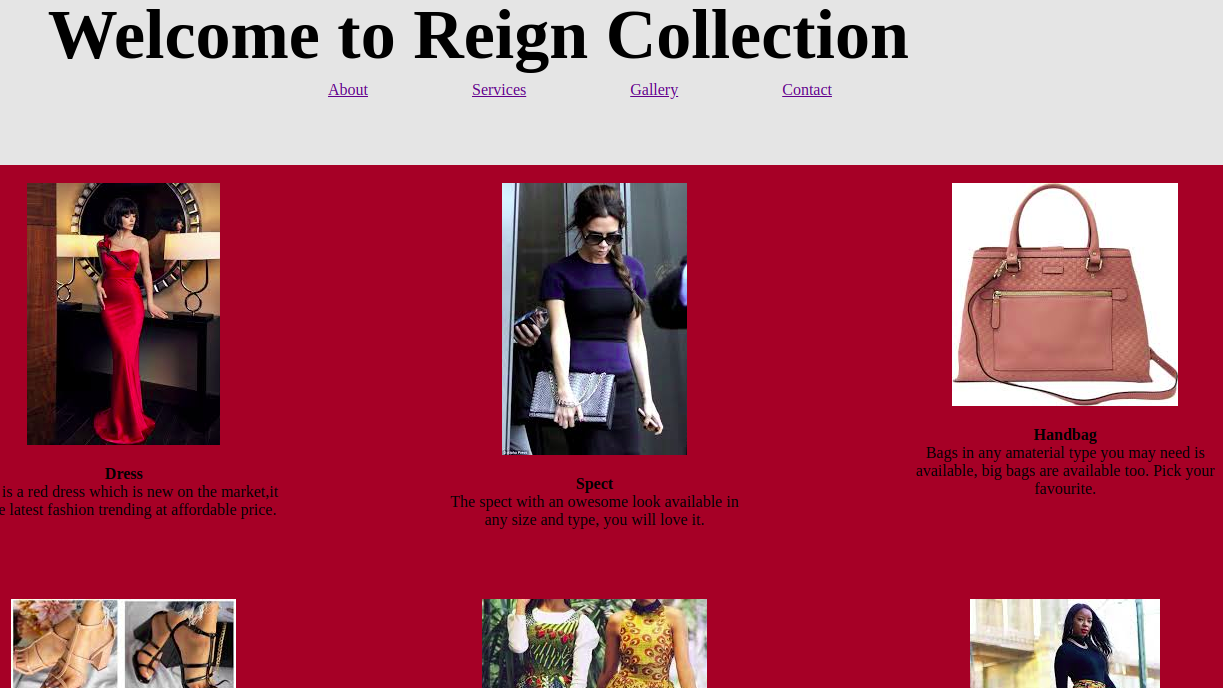 Welcome to Reign Collection
About Services Gallery Contact
Dress
is a red dress which is new on the market,it
e latest fashion trending at affordable price.
Spect
The spect with an owesome look available in
any size and type, you will love it.
Handbag
Bags in any amaterial type you may need is
available, big bags are available too. Pick your
favourite.